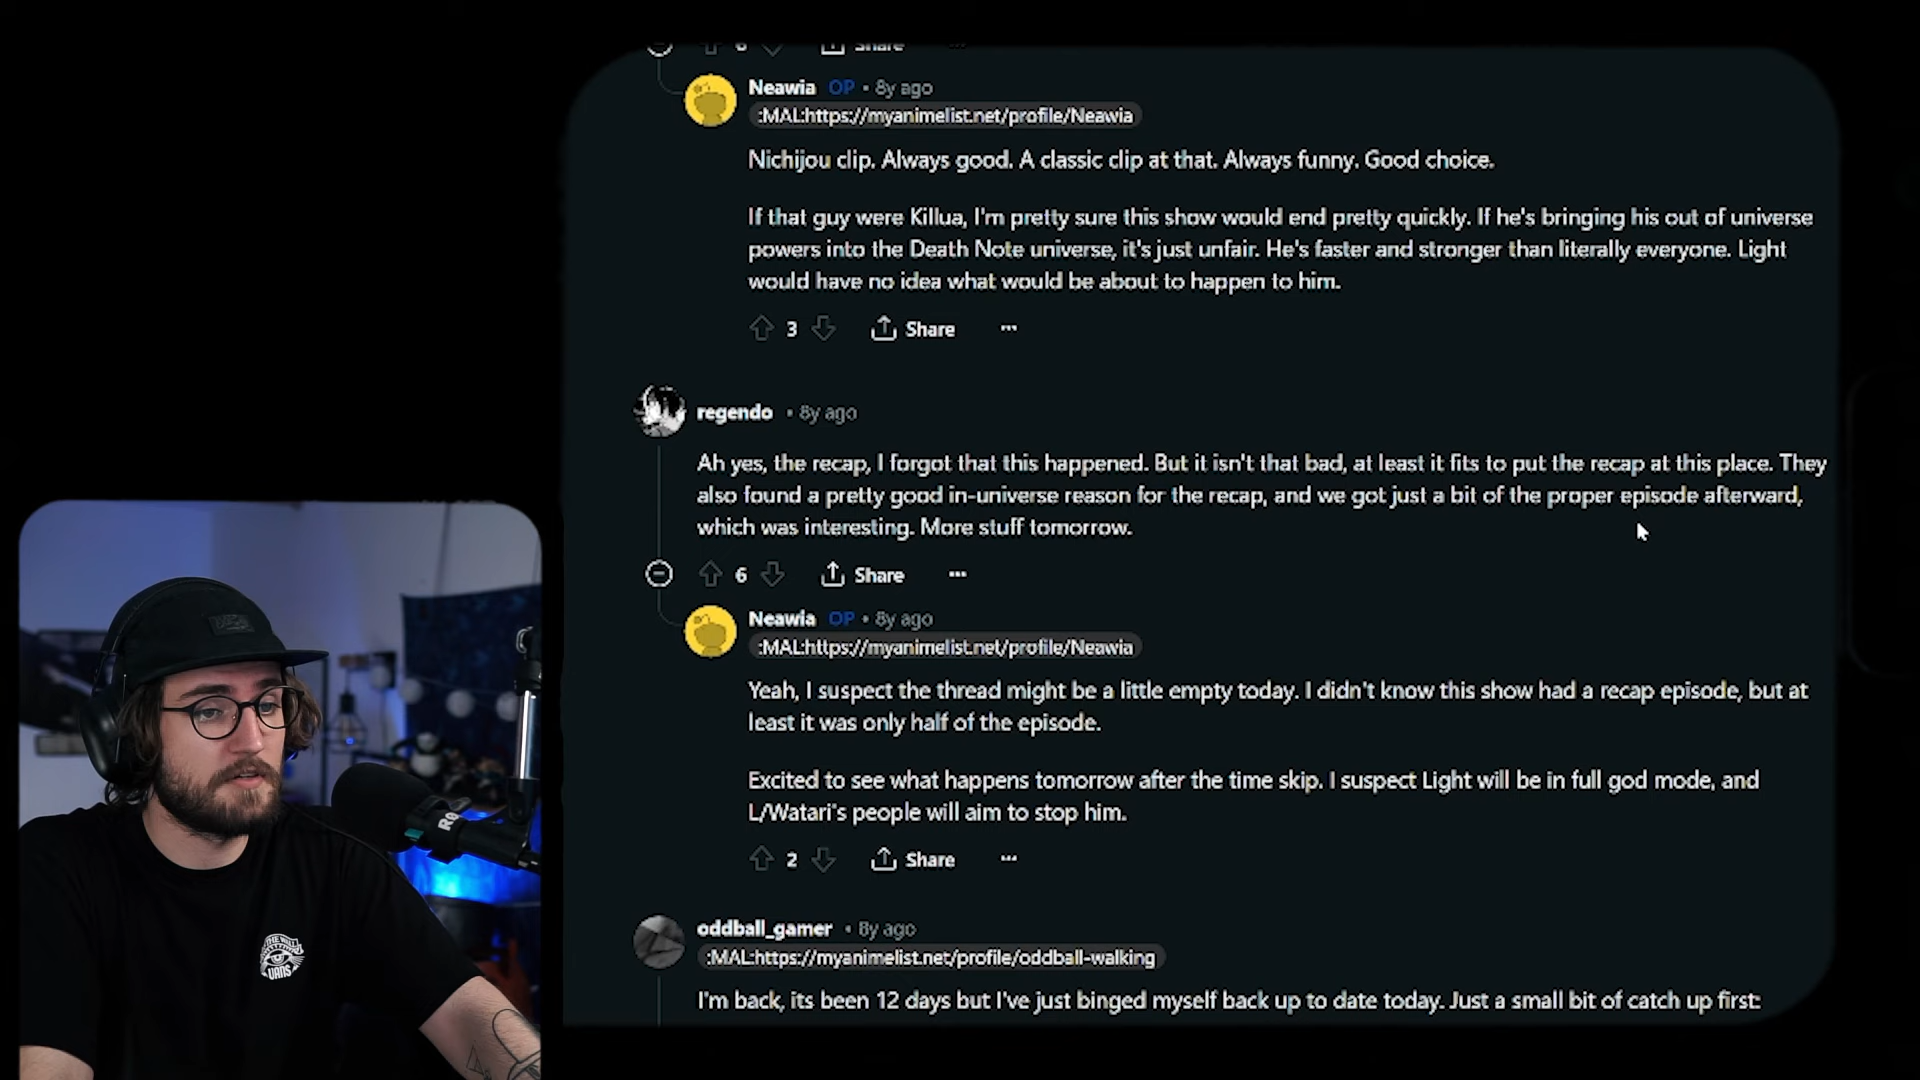 6 Share ...
Neawia OP • 8y ago
:MAL:https://myanimelist.net/profile/Neawia
Nichijou clip. Always good. A classic clip at that. Always funny. Good choice.
If that guy were Killua, I'm pretty sure this show would end pretty quickly. If he's bringing his out of universe
powers into the Death Note universe, it's just unfair. He's faster and stronger than literally everyone. Light
would have no idea what would be about to happen to him.
3 Share ...
regendo • 8y ago
Ah yes, the recap, I forgot that this happened. But it isn't that bad, at least it fits to put the recap at this place. They
also found a pretty good in-universe reason for the recap, and we got just a bit of the proper episode afterward,
which was interesting. More stuff tomorrow.
6 Share ...
Neawia OP • 8y ago
:MAL:https://myanimelist.net/profile/Neawia
Yeah, I suspect the thread might be a little empty today. I didn't know this show had a recap episode, but at
least it was only half of the episode.
Excited to see what happens tomorrow after the time skip. I suspect Light will be in full god mode, and
L/Watari's people will aim to stop him.
2 Share ...
oddball_gamer • 8y ago
:MAL:https://myanimelist.net/profile/oddball-walking
I'm back, its been 12 days but I've just binged myself back up to date today. Just a small bit of catch up first:
VANS